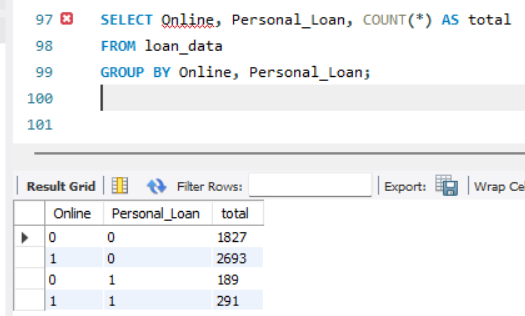 97 SELECT Online, Personal_Loan, COUNT(*) AS total
98 FROM loan_data
99 GROUP BY Online, Personal_Loan;
100
101
Result Grid Filter Rows: Export: Wrap Ce
Online Personal_Loan total
0 0 1827
1 0 2693
0 1 189
1 1 291